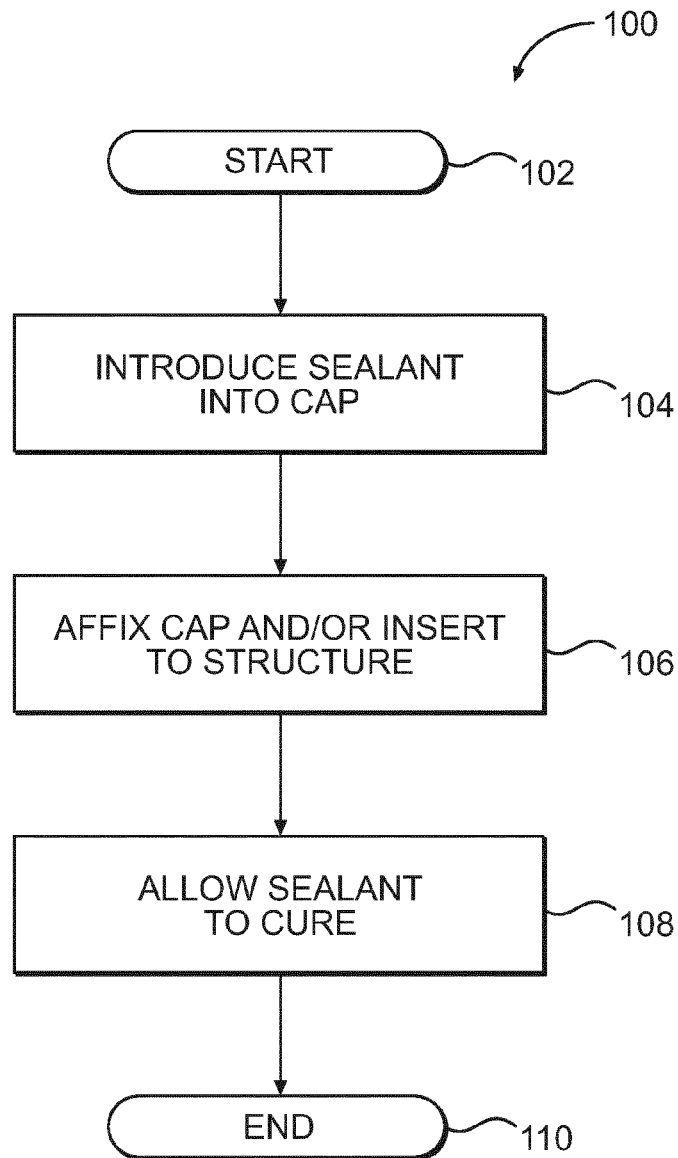 100
START
102
INTRODUCE SEALANT
INTO CAP
104
AFFIX CAP AND/OR INSERT
TO STRUCTURE
106
ALLOW SEALANT
TO CURE
108
END
110